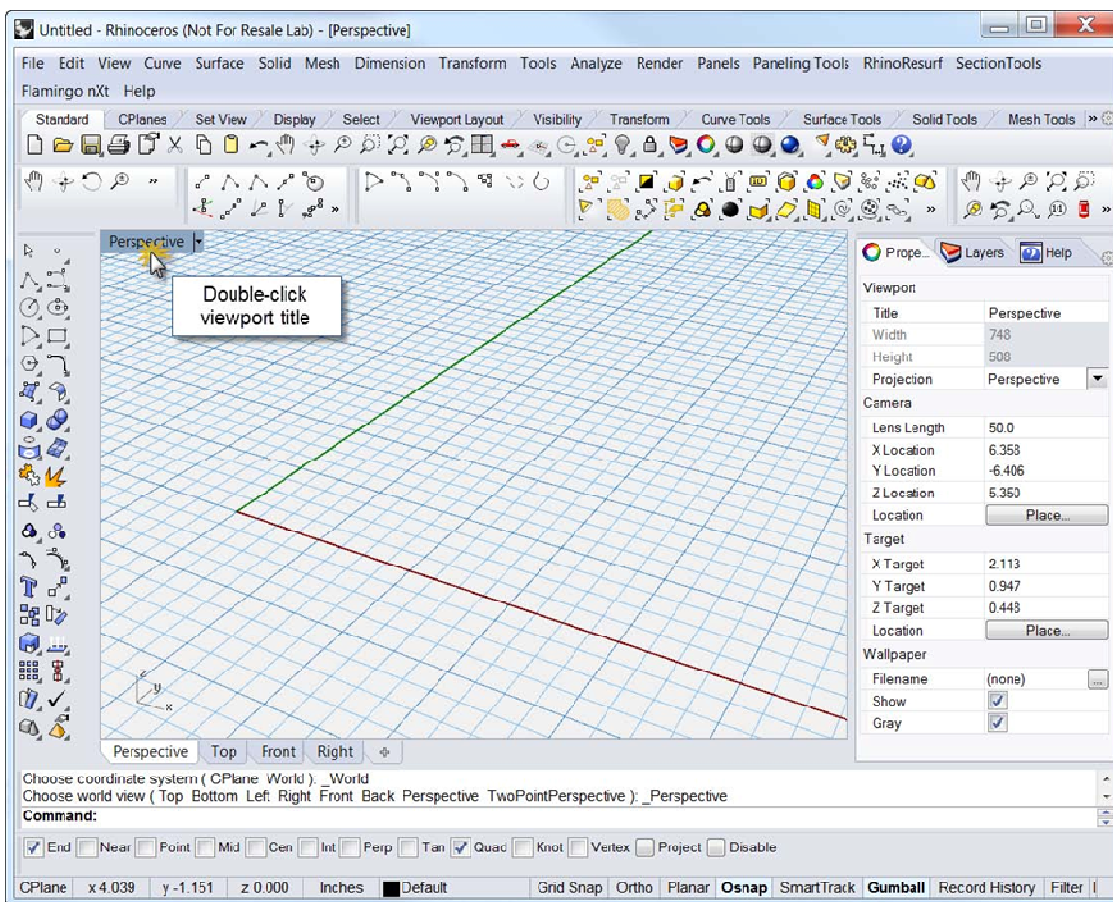 Untitled - Rhinoceros (Not For Resale Lab) - [Perspective]
File Edit View Curve Surface Solid Mesh Dimension Transform Tools Analyze Render Panels Paneling Tools RhinoResurf SectionTools
Flamingo nXt Help
Standard CPlanes Set View Display Select Viewport Layout Visibility Transform Curve Tools Surface Tools Solid Tools Mesh Tools »
Perspective
Double-click
viewport title
Prope... Layers Help
Viewport
Title Perspective
Width 748
Height 508
Projection Perspective
Camera
Lens Length 50.0
X Location 6.358
Y Location -6.406
Z Location 5.350
Location Place...
Target
X Target 2.113
Y Target 0.947
Z Target 0.443
Location Place...
Wallpaper
Filename (none) ...
Show
Gray
z
y
x
Perspective Top Front Right
Choose coordinate system ( CPlane World ): _World
Choose world view ( Top Bottom Left Right Front Back Perspective TwoPointPerspective ): _Perspective
Command:
End Near Point Mid Cen Int Perp Tan Quad Knot Vertex Project Disable
CPlane x 4.039 y -1.151 z 0.000 Inches Default Grid Snap Ortho Planar Osnap SmartTrack Gumball Record History Filter